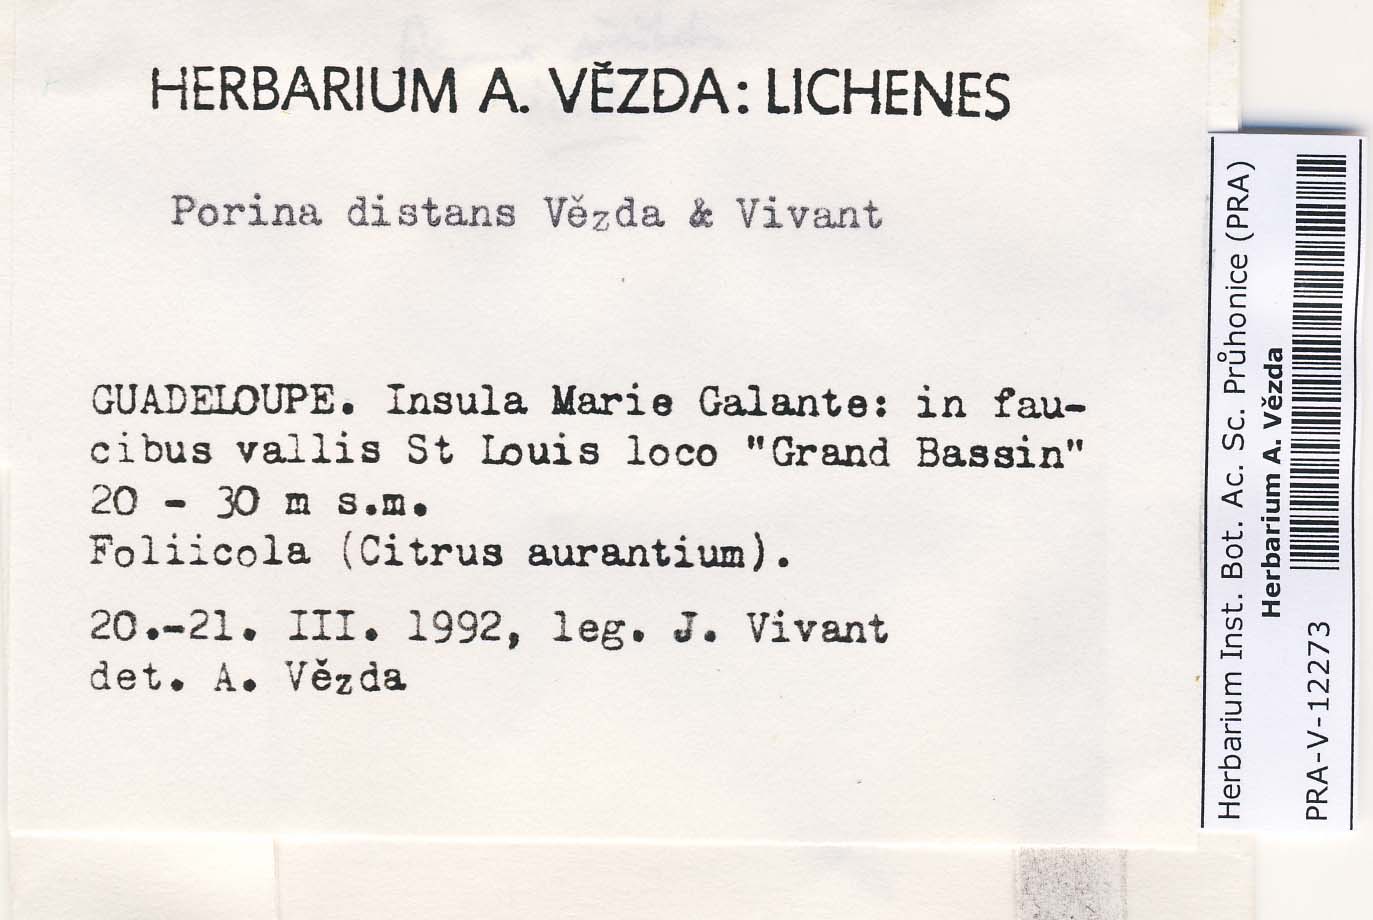 HERBARIUM A. VĚZDA: LICHENES
Porina distans Vězda & Vivant
GUADELOUPE. Insula Marie Galante: in fau-
cibus vallis St Louis loco "Grand Bassin"
20 - 30 m s.m.
Foliicola (Citrus aurantium).
20.-21. III. 1992, leg. J. Vivant
det. A. Vězda
Herbarium Inst. Bot. Ac. Sc. Průhonice (PRA)
Herbarium A. Vězda
PRA-V-12273